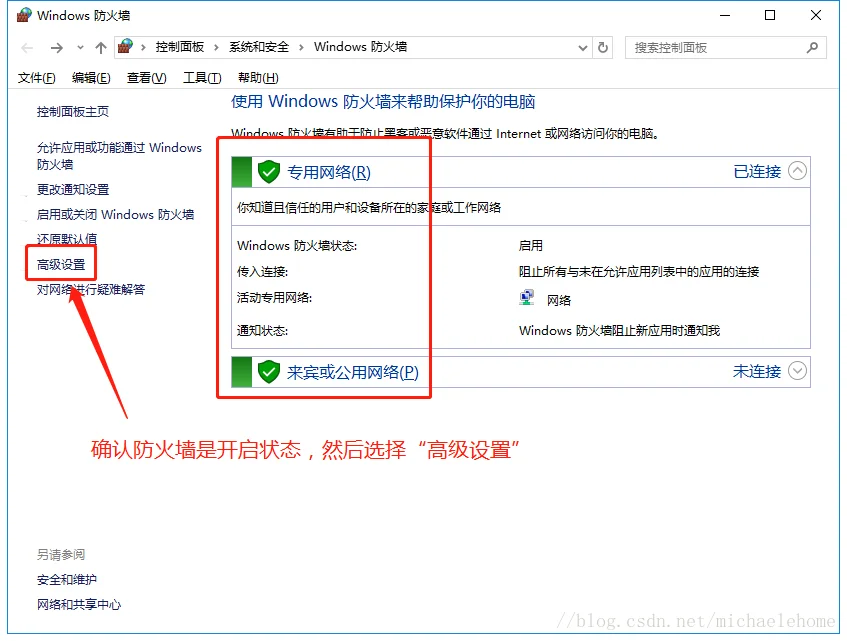 Windows 防火墙
控制面板 › 系统和安全 › Windows 防火墙
搜索控制面板
文件(F) 编辑(E) 查看(V) 工具(T) 帮助(H)
控制面板主页
允许应用或功能通过 Windows
防火墙
更改通知设置
启用或关闭 Windows 防火墙
还原默认值
高级设置
对网络进行疑难解答
使用 Windows 防火墙来帮助保护你的电脑
Windows 防火墙有助于防止黑客或恶意软件通过 Internet 或网络访问你的电脑。
专用网络(R) 已连接
你知道且信任的用户和设备所在的家庭或工作网络
Windows 防火墙状态: 启用
传入连接: 阻止所有与未在允许应用列表中的应用的连接
活动专用网络: 网络
通知状态: Windows 防火墙阻止新应用时通知我
来宾或公用网络(P) 未连接
确认防火墙是开启状态，然后选择“高级设置”
另请参阅
安全和维护
网络和共享中心
//blog.csdn.net/michaelehome